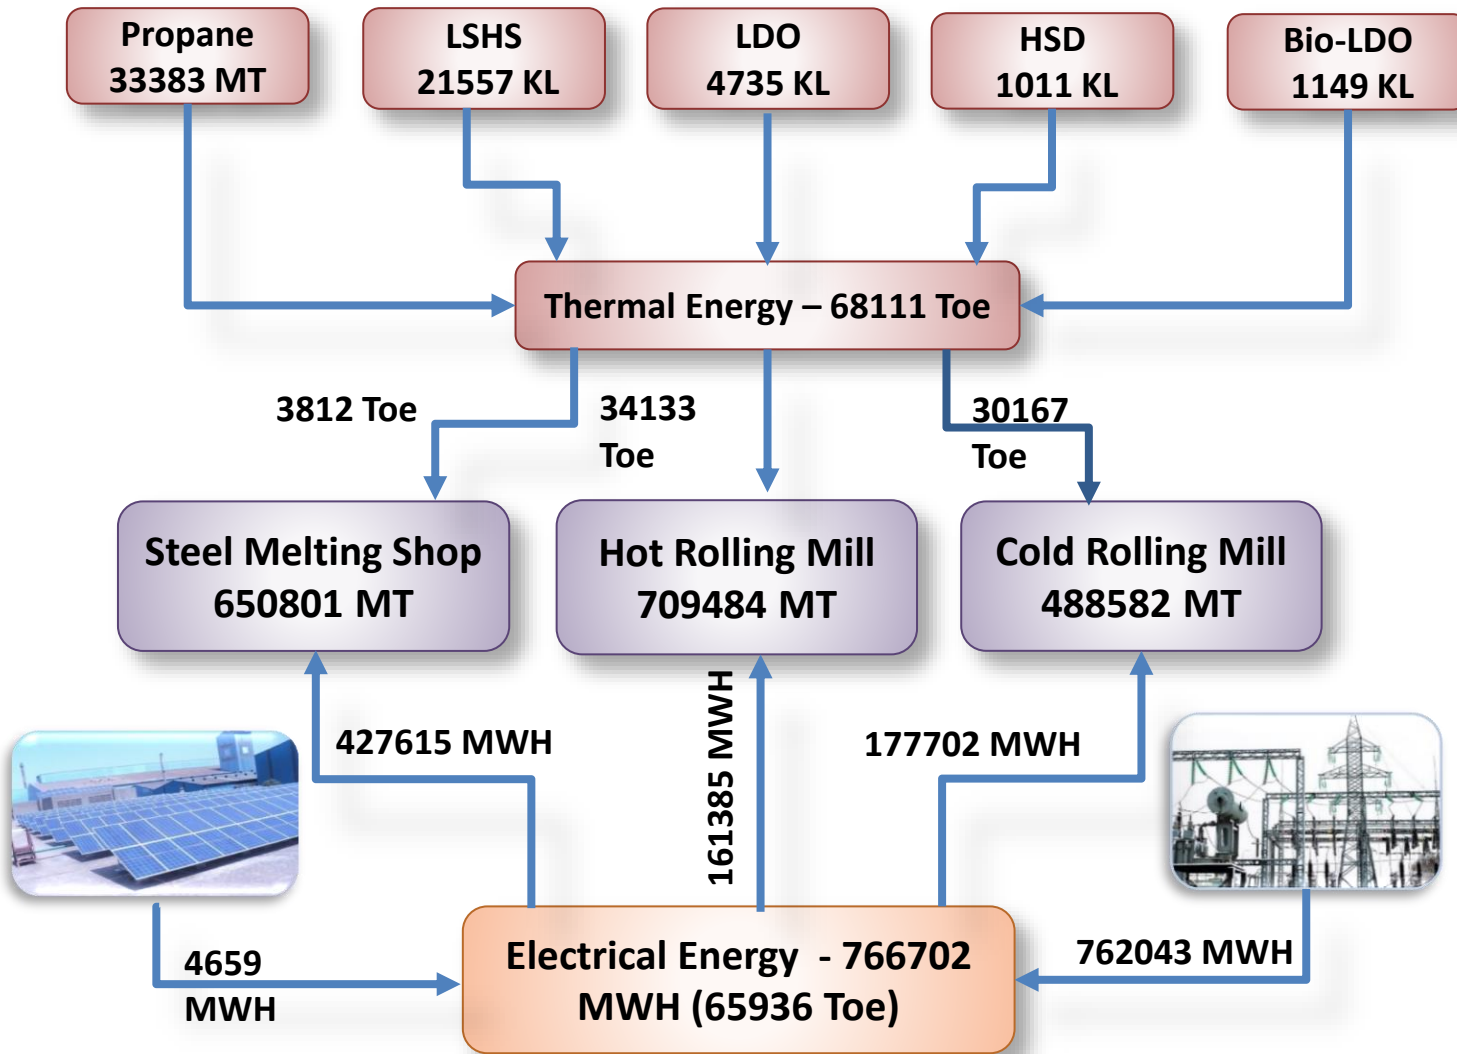 Propane
33383 MT
LSHS
21557 KL
LDO
4735 KL
HSD
1011 KL
Bio-LDO
1149 KL
Thermal Energy – 68111 Toe
3812 Toe
34133
Toe
30167
Toe
Steel Melting Shop
650801 MT
Hot Rolling Mill
709484 MT
Cold Rolling Mill
488582 MT
427615 MWH
161385 MWH
177702 MWH
4659
MWH
Electrical Energy - 766702
MWH (65936 Toe)
762043 MWH